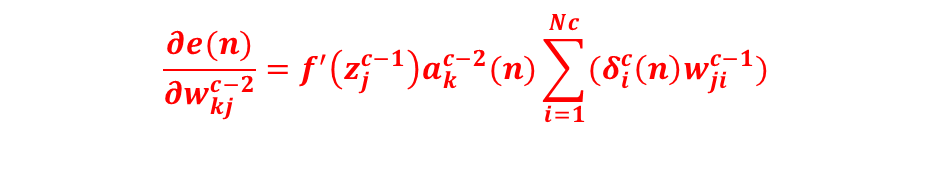 ∂e(n)/∂w_{kj}^{c−2} = f′(z_j^{c−1})a_k^{c−2}(n) ∑_{i=1}^{Nc} (δ_i^c(n)w_{ji}^{c−1})